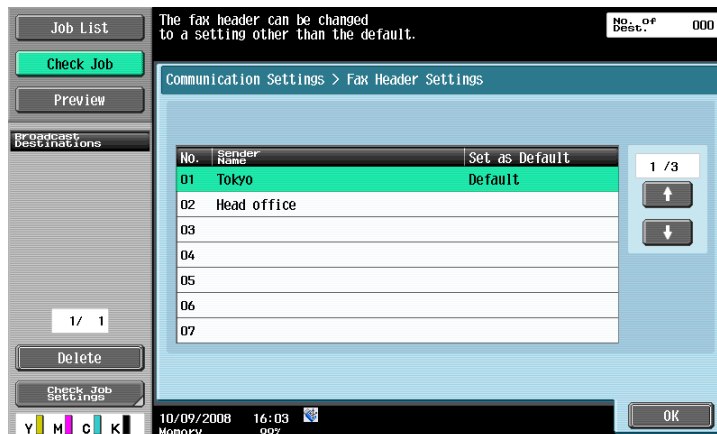 Job List
Check Job
Preview
Broadcast
Destinations
1/ 1
Delete
Check Job
Settings
Y M C K
The fax header can be changed
to a setting other than the default.
No. of
Dest. 000
Communication Settings > Fax Header Settings
No. Sender
Name Set as Default
01 Tokyo Default
02 Head office
03
04
05
06
07
1 /3
OK
10/09/2008 16:03
Memory 99%